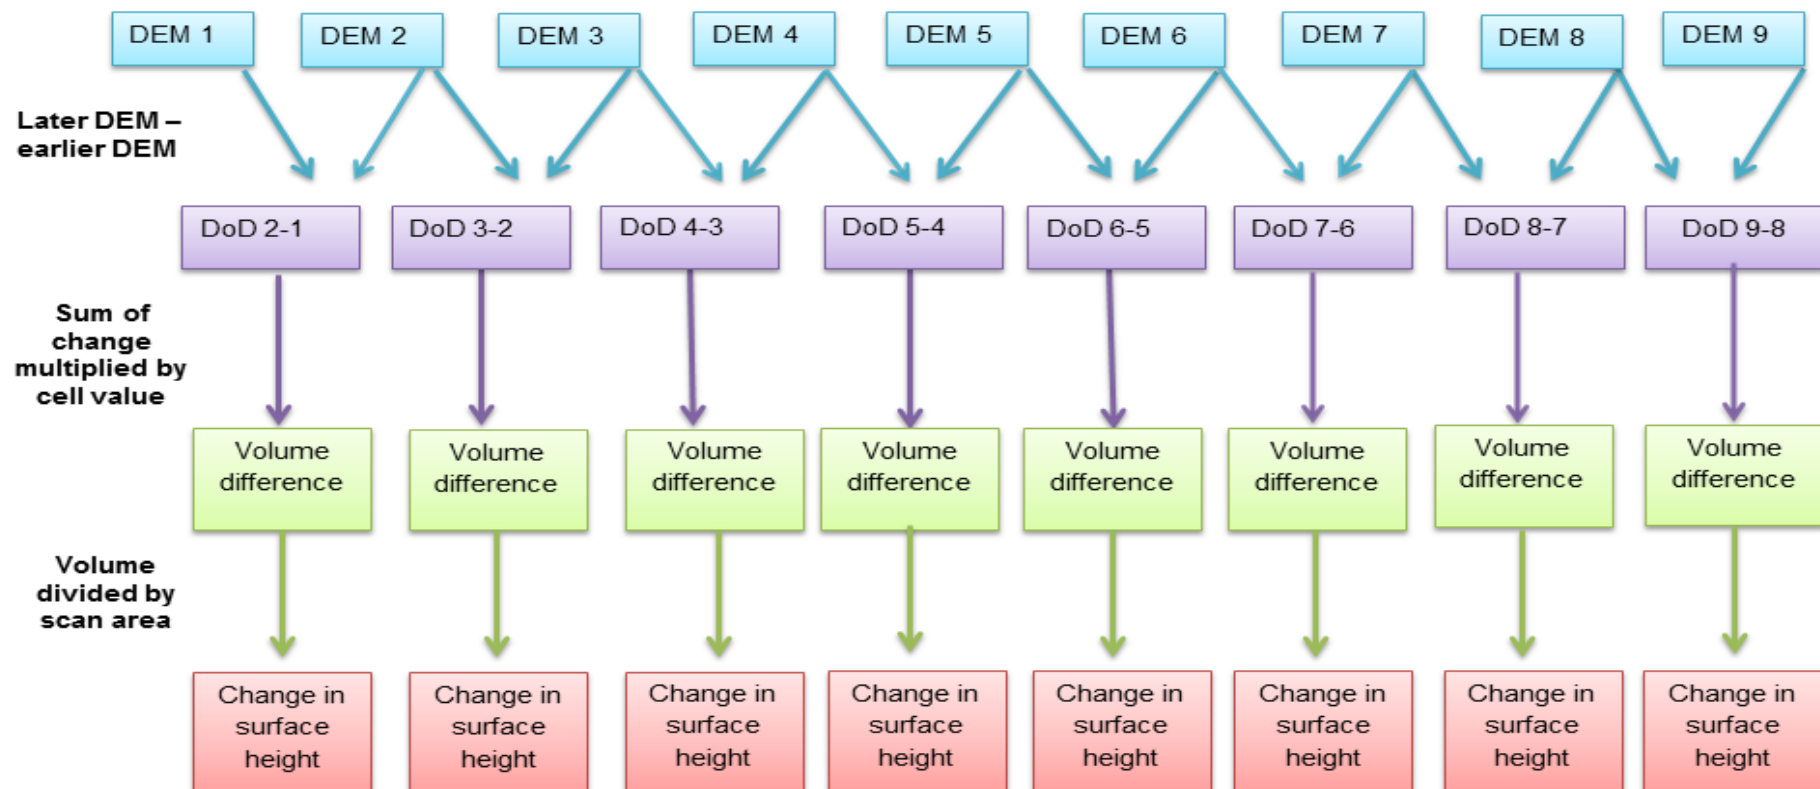 DEM 1
DEM 2
DEM 3
DEM 4
DEM 5
DEM 6
DEM 7
DEM 8
DEM 9
Later DEM –
earlier DEM
DoD 2-1
DoD 3-2
DoD 4-3
DoD 5-4
DoD 6-5
DoD 7-6
DoD 8-7
DoD 9-8
Sum of
change
multiplied by
cell value
Volume
difference
Volume
difference
Volume
difference
Volume
difference
Volume
difference
Volume
difference
Volume
difference
Volume
difference
Volume
divided by
scan area
Change in
surface
height
Change in
surface
height
Change in
surface
height
Change in
surface
height
Change in
surface
height
Change in
surface
height
Change in
surface
height
Change in
surface
height